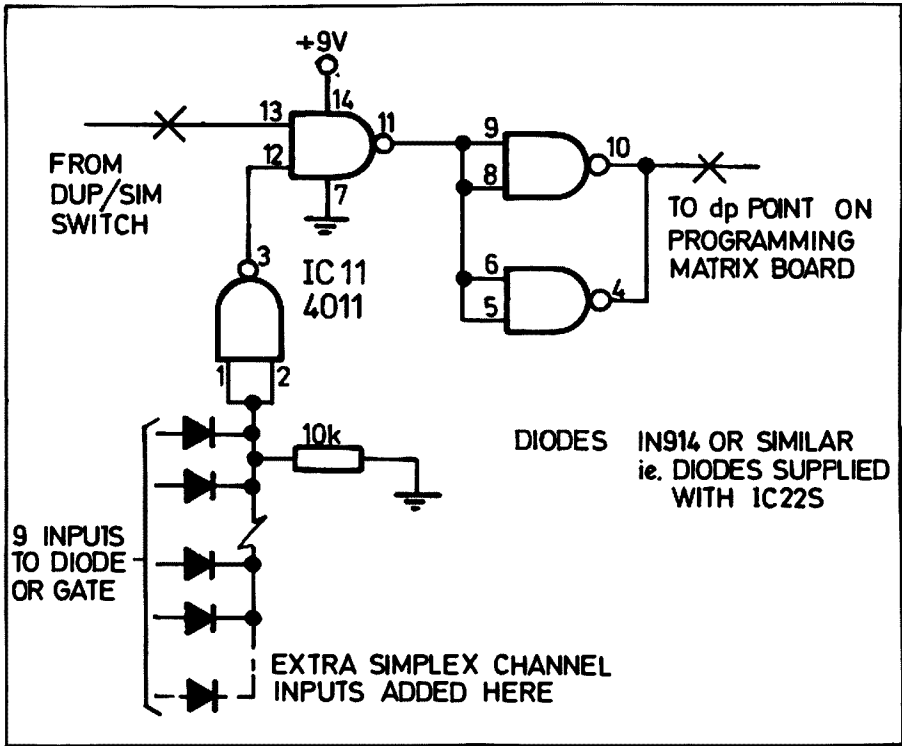 +9V
14
13
11
12
9
10
8
7
FROM
DUP/SIM
SWITCH
TO dp POINT ON
PROGRAMMING
MATRIX BOARD
3
IC 11
4011
6
4
5
1
2
10k
DIODES IN914 OR SIMILAR
ie. DIODES SUPPLIED
WITH IC22S
9 INPUTS
TO DIODE
OR GATE
EXTRA SIMPLEX CHANNEL
INPUTS ADDED HERE